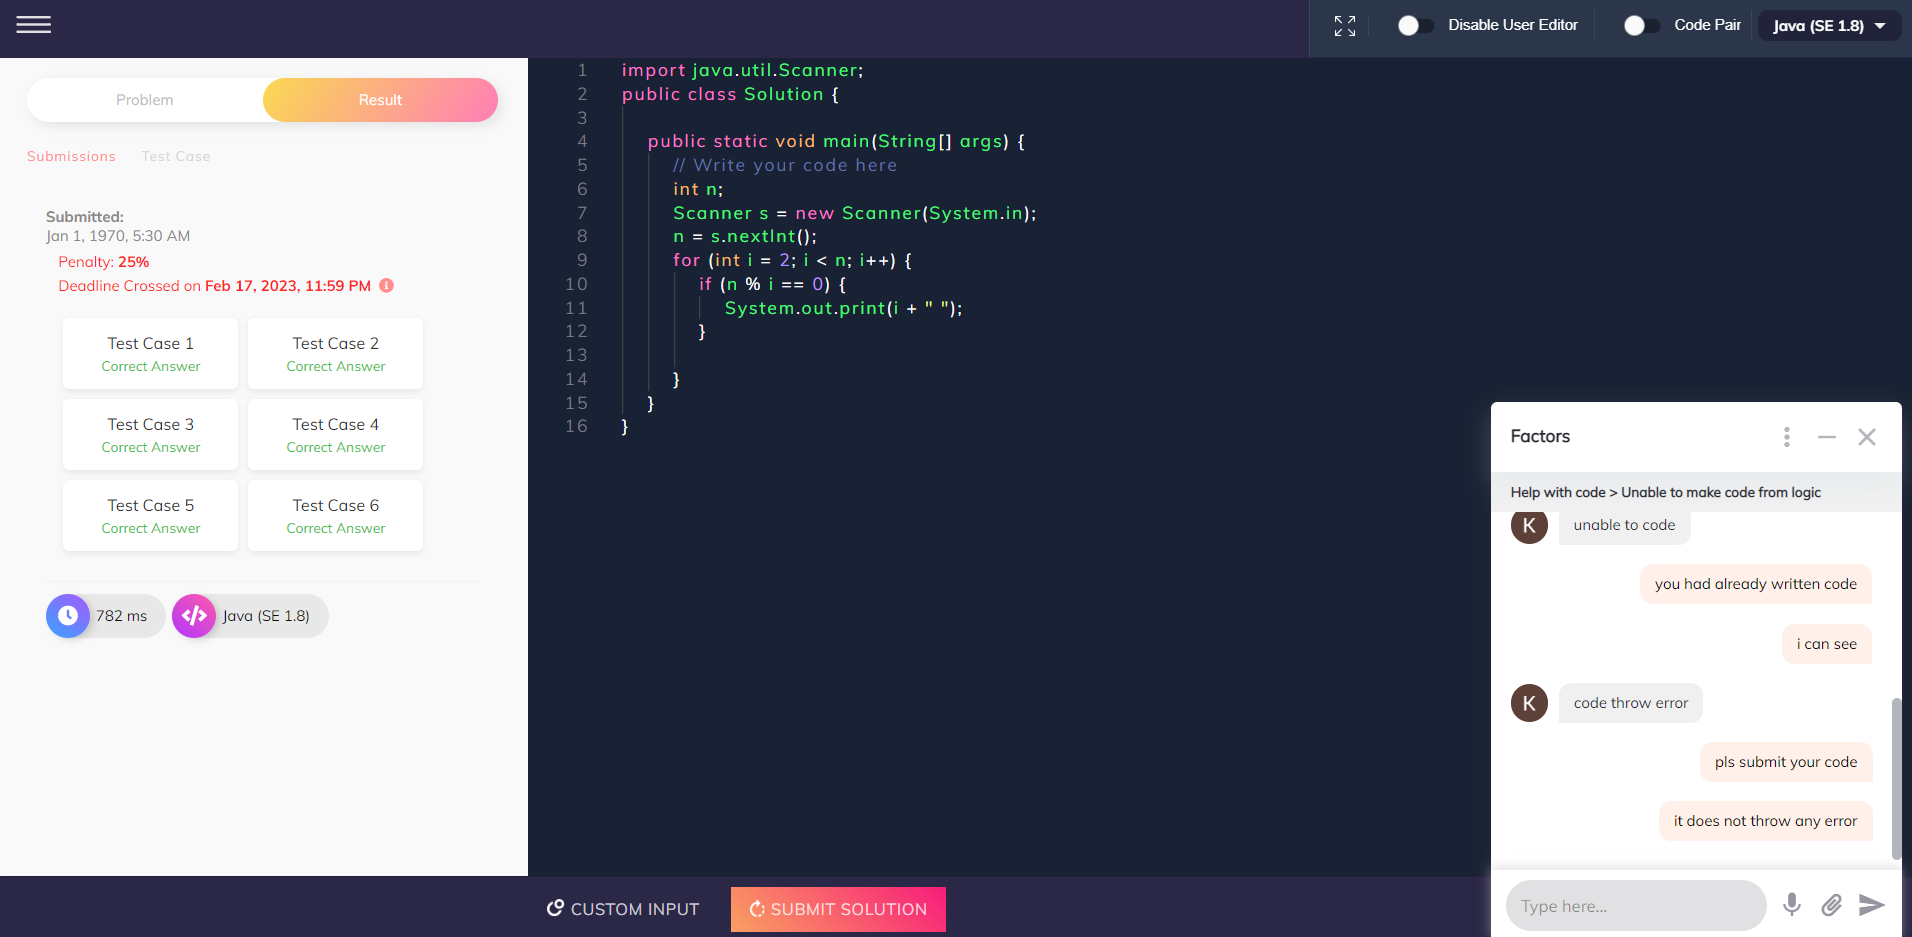 Disable User Editor
Code Pair
Java (SE 1.8)
Problem
Result
Submissions
Test Case
Submitted:
Jan 1, 1970, 5:30 AM
Penalty: 25%
Deadline Crossed on Feb 17, 2023, 11:59 PM
Test Case 1
Correct Answer
Test Case 2
Correct Answer
Test Case 3
Correct Answer
Test Case 4
Correct Answer
Test Case 5
Correct Answer
Test Case 6
Correct Answer
782 ms
Java (SE 1.8)
1 import java.util.Scanner;
2 public class Solution {
3
4 public static void main(String[] args) {
5 // Write your code here
6 int n;
7 Scanner s = new Scanner(System.in);
8 n = s.nextInt();
9 for (int i = 2; i < n; i++) {
10 if (n % i == 0) {
11 System.out.print(i + " ");
12 }
13
14 }
15 }
16 }
CUSTOM INPUT
SUBMIT SOLUTION
Factors
Help with code > Unable to make code from logic
K
unable to code
you had already written code
i can see
K
code throw error
pls submit your code
it does not throw any error
Type here...